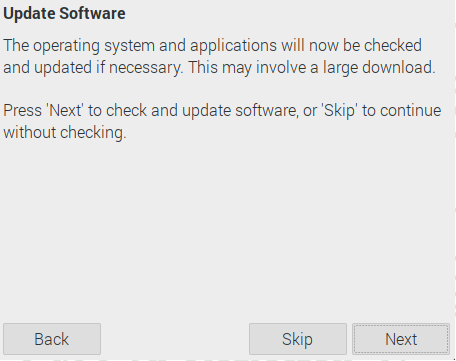 Update Software
The operating system and applications will now be checked
and updated if necessary. This may involve a large download.
Press 'Next' to check and update software, or 'Skip' to continue
without checking.
Back
Skip
Next